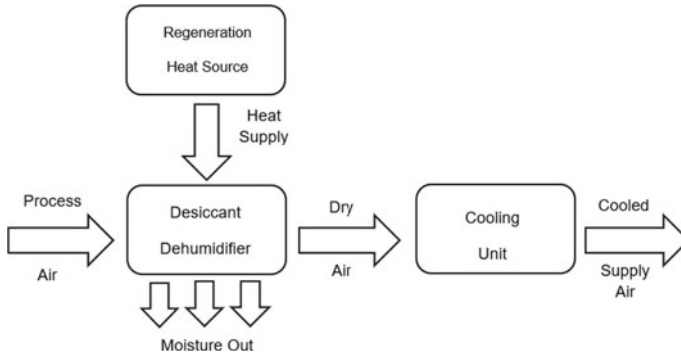 Regeneration
Heat Source
Heat
Supply
Process
Air
Desiccant
Dehumidifier
Dry
Air
Cooling
Unit
Cooled
Supply
Air
Moisture Out